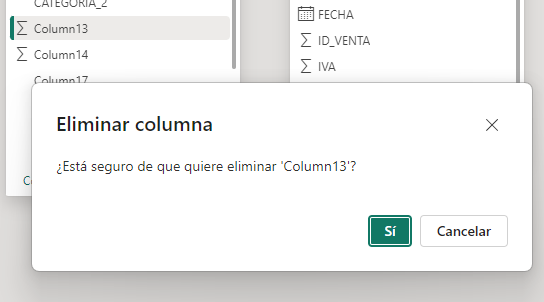 CATEGORIA_2
Column13
Column14
Column17
FECHA
ID_VENTA
IVA
Eliminar columna
¿Está seguro de que quiere eliminar 'Column13'?
Sí
Cancelar